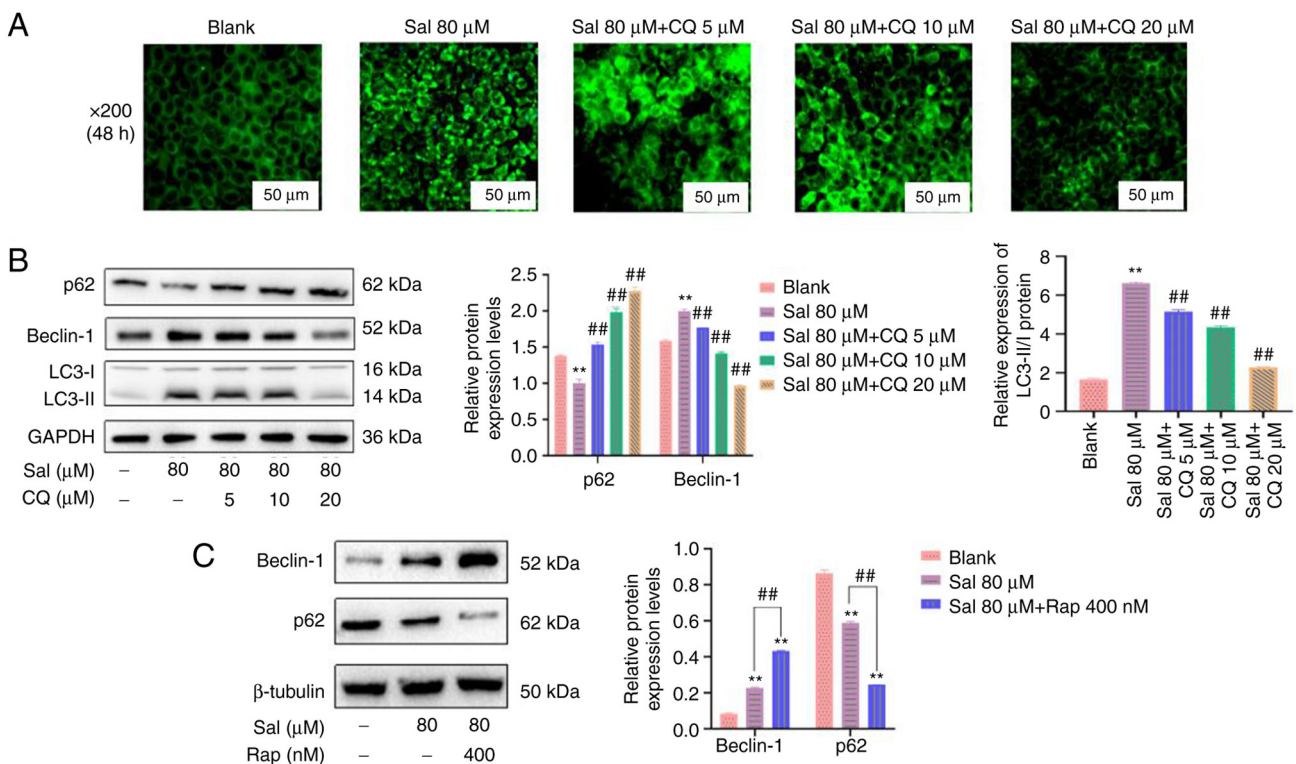 A
Blank
Sal 80 μM
Sal 80 μM+CQ 5 μM
Sal 80 μM+CQ 10 μM
Sal 80 μM+CQ 20 μM
×200
(48 h)
50 μm
50 μm
50 μm
50 μm
50 μm
B
p62
62 kDa
Beclin-1
52 kDa
LC3-I
16 kDa
LC3-II
14 kDa
GAPDH
36 kDa
Sal (μM)
–
80
80
80
80
CQ (μM)
–
–
5
10
20
Relative protein
expression levels
2.5
2.0
1.5
1.0
0.5
0.0
**
##
##
##
**
##
##
##
p62
Beclin-1
Blank
Sal 80 μM
Sal 80 μM+CQ 5 μM
Sal 80 μM+CQ 10 μM
Sal 80 μM+CQ 20 μM
Relative expression of
LC3-II/I protein
8
6
4
2
0
**
##
##
##
Blank
Sal 80 μM
Sal 80 μM+
CQ 5 μM
Sal 80 μM+
CQ 10 μM
Sal 80 μM+
CQ 20 μM
C
Beclin-1
52 kDa
p62
62 kDa
β-tubulin
50 kDa
Sal (μM)
–
80
80
Rap (nM)
–
–
400
Relative protein
expression levels
1.0
0.8
0.6
0.4
0.2
0.0
##
**
**
##
**
**
Beclin-1
p62
Blank
Sal 80 μM
Sal 80 μM+Rap 400 nM